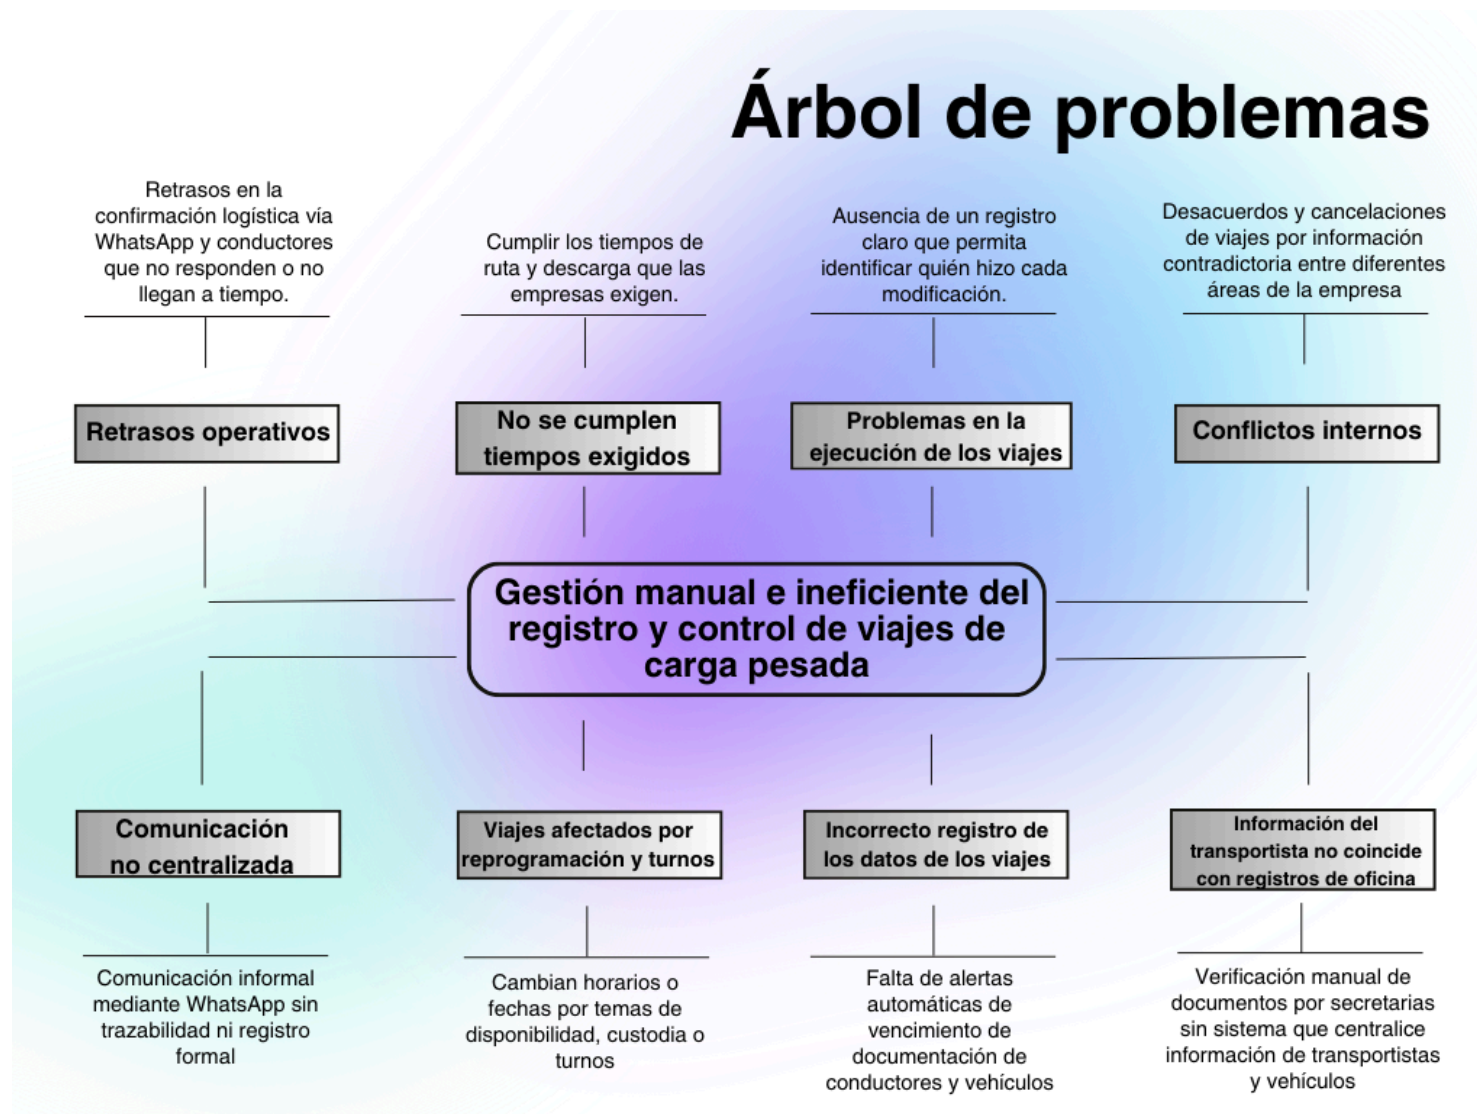 Árbol de problemas
Retrasos en la
confirmación logística vía
WhatsApp y conductores
que no responden o no
llegan a tiempo.
Cumplir los tiempos de
ruta y descarga que las
empresas exigen.
Ausencia de un registro
claro que permita
identificar quién hizo cada
modificación.
Desacuerdos y cancelaciones
de viajes por información
contradictoria entre diferentes
áreas de la empresa
Retrasos operativos
No se cumplen
tiempos exigidos
Problemas en la
ejecución de los viajes
Conflictos internos
Gestión manual e ineficiente del
registro y control de viajes de
carga pesada
Comunicación
no centralizada
Viajes afectados por
reprogramación y turnos
Incorrecto registro de
los datos de los viajes
Información del
transportista no coincide
con registros de oficina
Comunicación informal
mediante WhatsApp sin
trazabilidad ni registro
formal
Cambian horarios o
fechas por temas de
disponibilidad, custodia o
turnos
Falta de alertas
automáticas de
vencimiento de
documentación de
conductores y vehículos
Verificación manual de
documentos por secretarias
sin sistema que centralice
información de transportistas
y vehículos